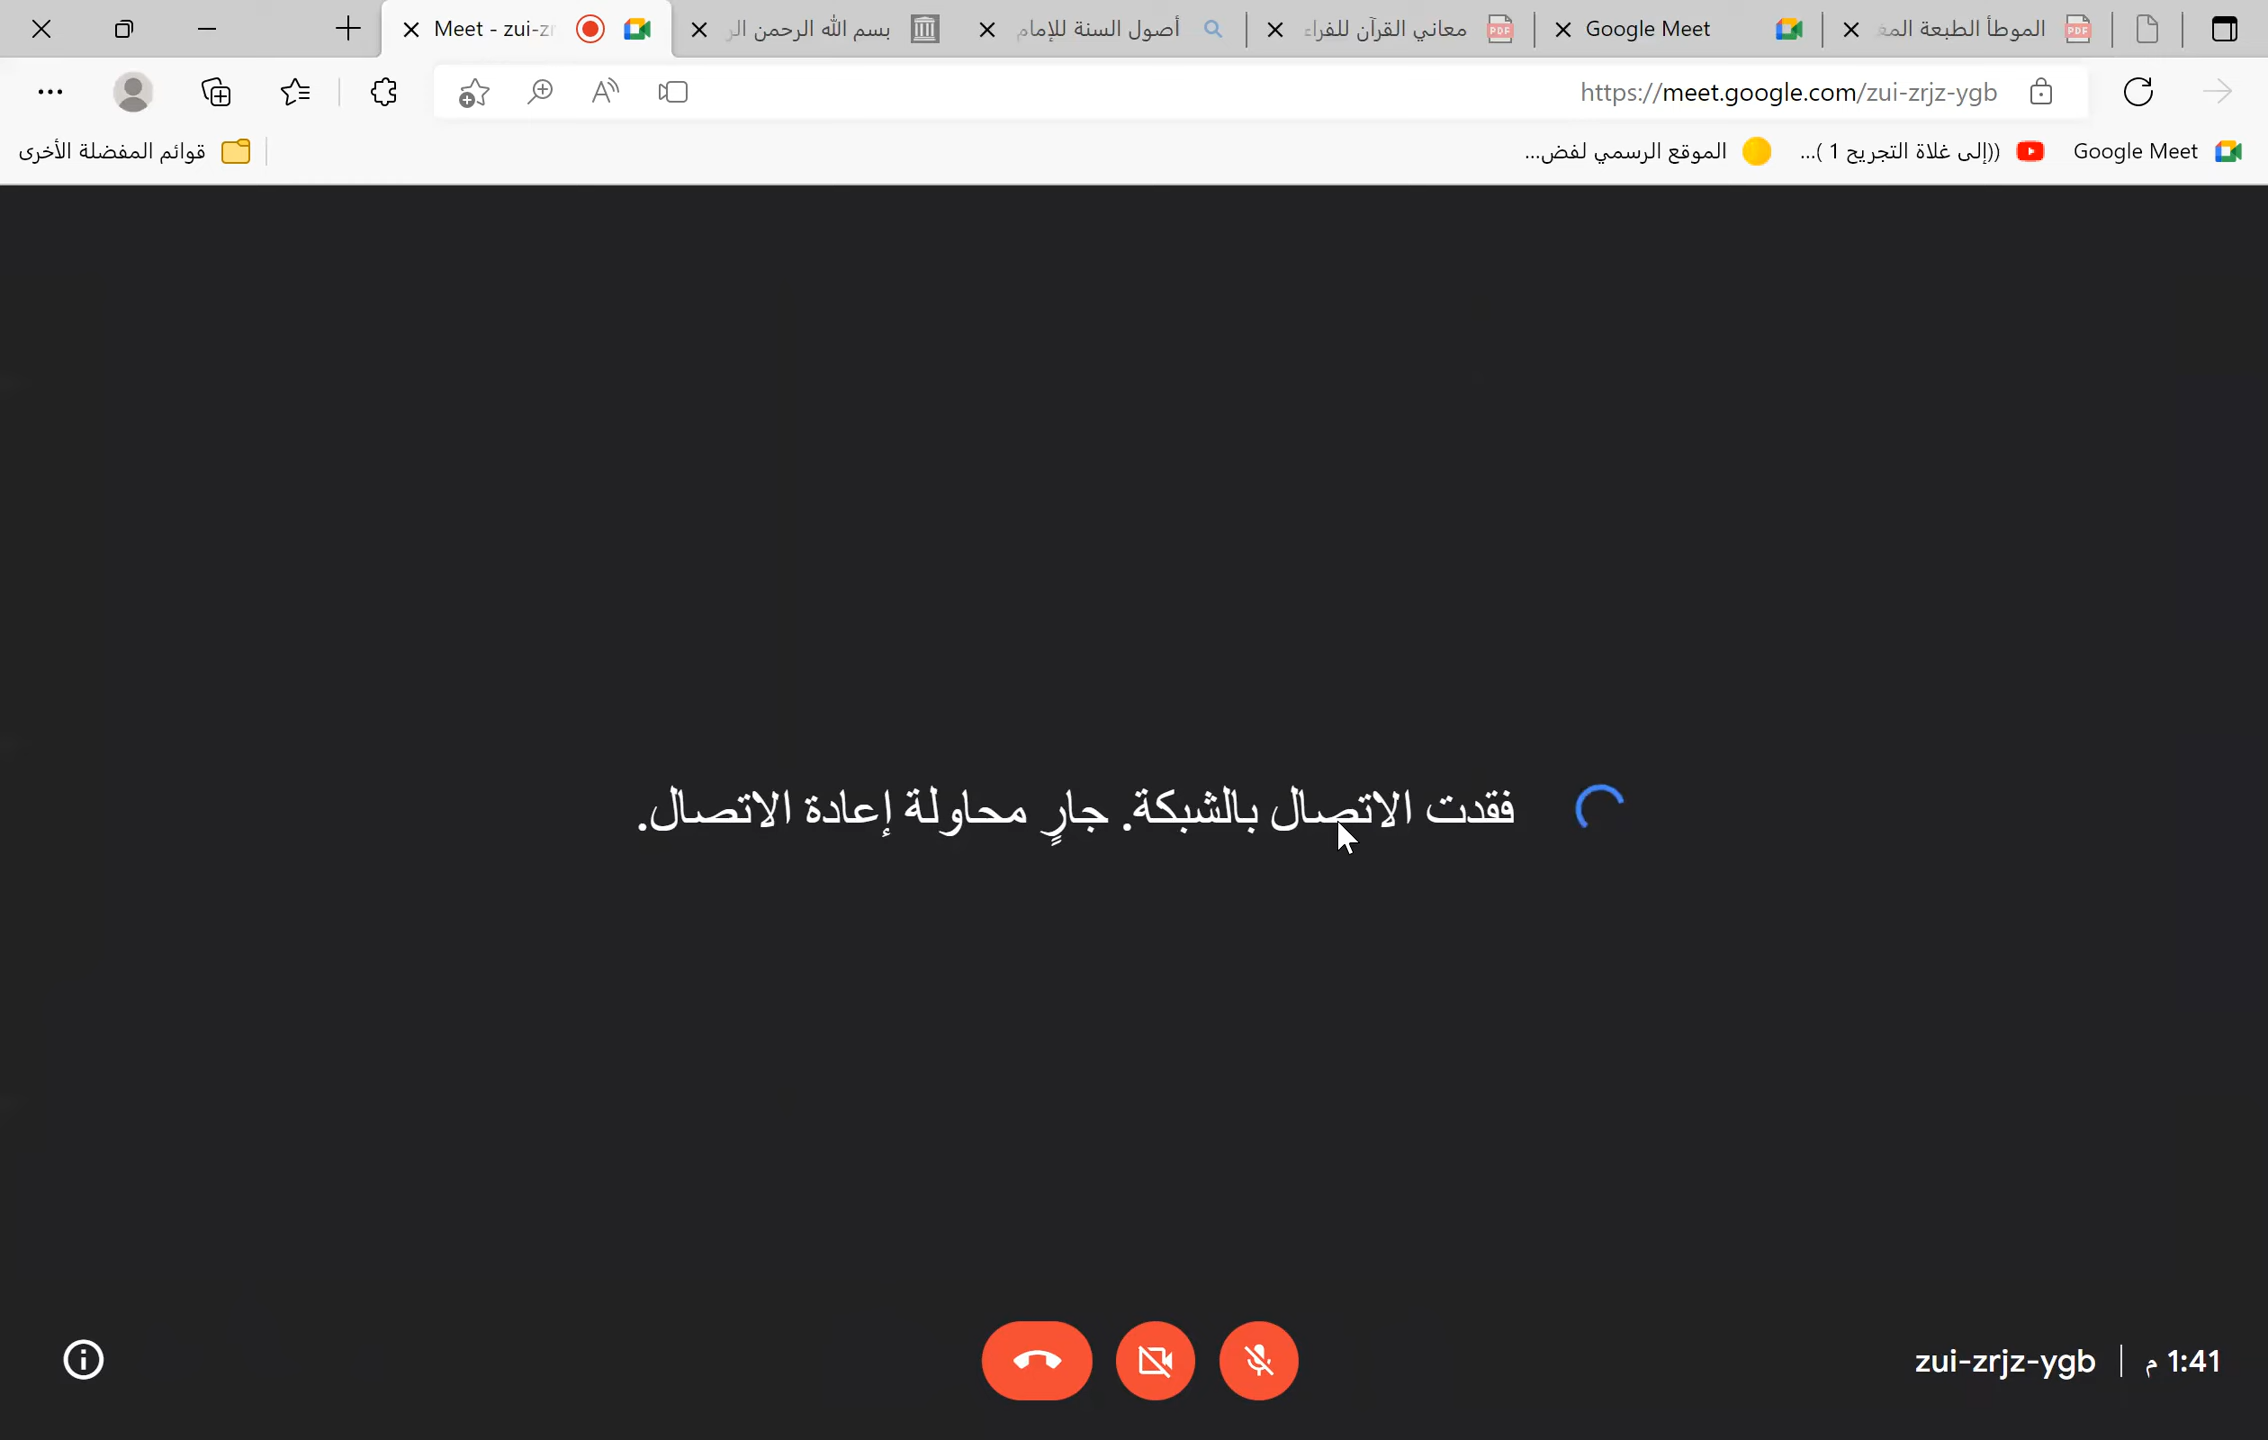 الموطأ الطبعة المغ
Google Meet
معاني القرآن للفراء
أصول السنة للإمام
بسم الله الرحمن الر
Meet - zui-zr
https://meet.google.com/zui-zrjz-ygb
Google Meet
((إلى غلاة التجريح 1 )...
الموقع الرسمي لفض...
قوائم المفضلة الأخرى
فقدت الاتصال بالشبكة. جارٍ محاولة إعادة الاتصال.
1:41 م | zui-zrjz-ygb